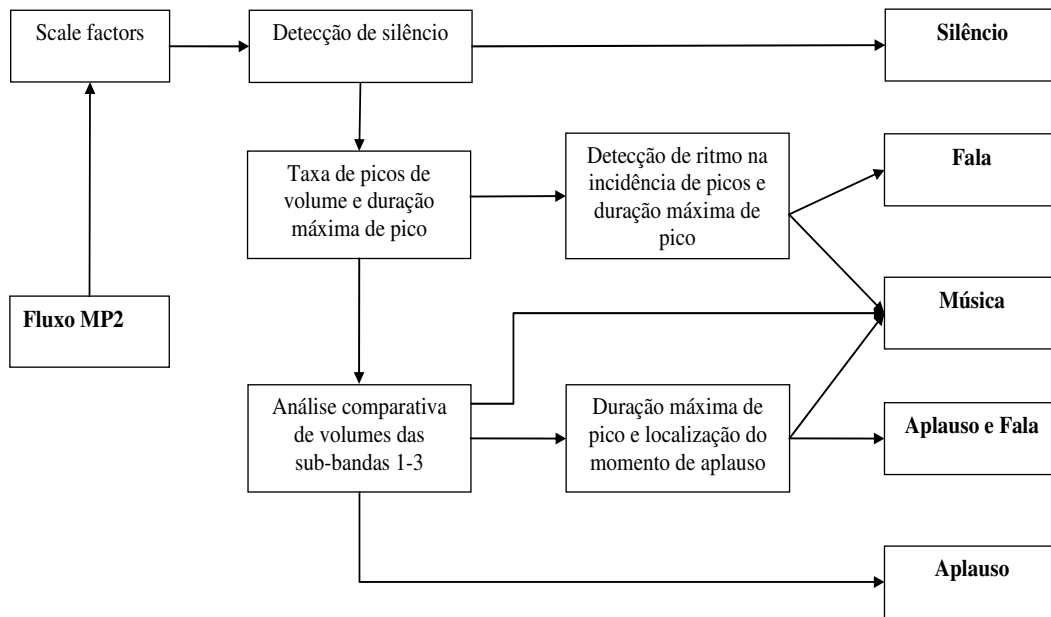 Scale factors
Detecção de silêncio
Silêncio
Taxa de picos de
volume e duração
máxima de pico
Detecção de ritmo na
incidência de picos e
duração máxima de
pico
Fala
Fluxo MP2
Música
Análise comparativa
de volumes das
sub-bandas 1-3
Duração máxima de
pico e localização do
momento de aplauso
Aplauso e Fala
Aplauso